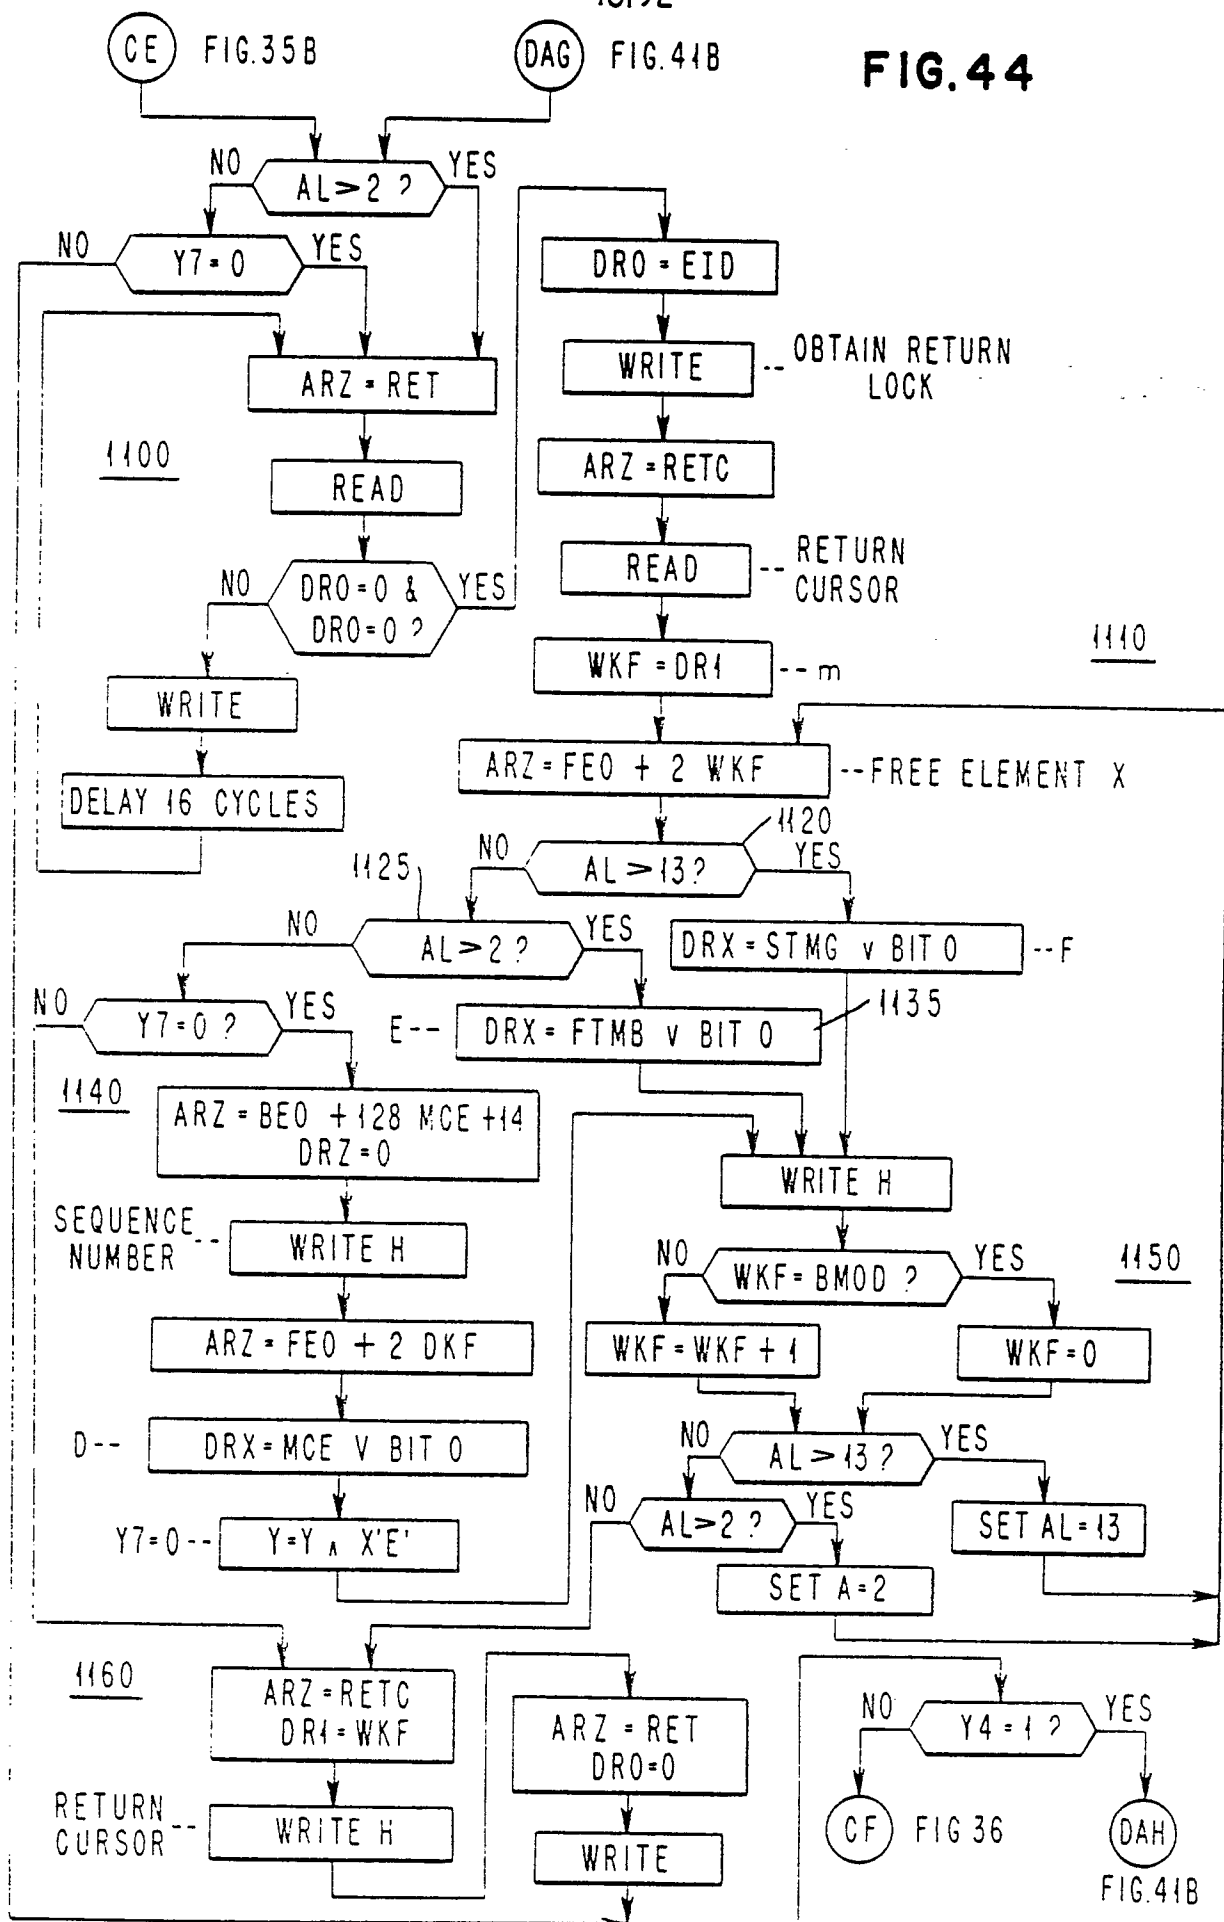 CE FIG.35B
DAG FIG.41B
FIG.44
NO AL>2? YES
NO Y7=0 YES
ARZ=RET
1100
READ
NO DR0=0 &
DR0=0? YES
WRITE
DELAY 16 CYCLES
DR0=EID
WRITE --OBTAIN RETURN
LOCK
ARZ=RETC
READ --RETURN
CURSOR
WKF=DR1 --m
1110
ARZ=FE0 + 2 WKF --FREE ELEMENT X
1120
NO AL>13? YES
1125
NO AL>2? YES
DRX=STMG v BIT 0 --F
1135
E-- DRX=FTMB v BIT 0
NO Y7=0? YES
1140
ARZ=BE0 +128 MCE +14
DRZ=0
SEQUENCE
NUMBER -- WRITE H
ARZ=FE0 + 2 DKF
D-- DRX=MCE V BIT 0
Y7=0-- Y=Y ∧ X'E'
WRITE H
1150
NO WKF=BMOD? YES
WKF=WKF + 1
WKF=0
NO AL>13? YES
NO AL>2? YES
SET AL=13
SET A=2
1160
ARZ=RETC
DR1=WKF
RETURN
CURSOR -- WRITE H
ARZ=RET
DR0=0
WRITE
NO Y4=1? YES
CF FIG 36
DAH
FIG.41B